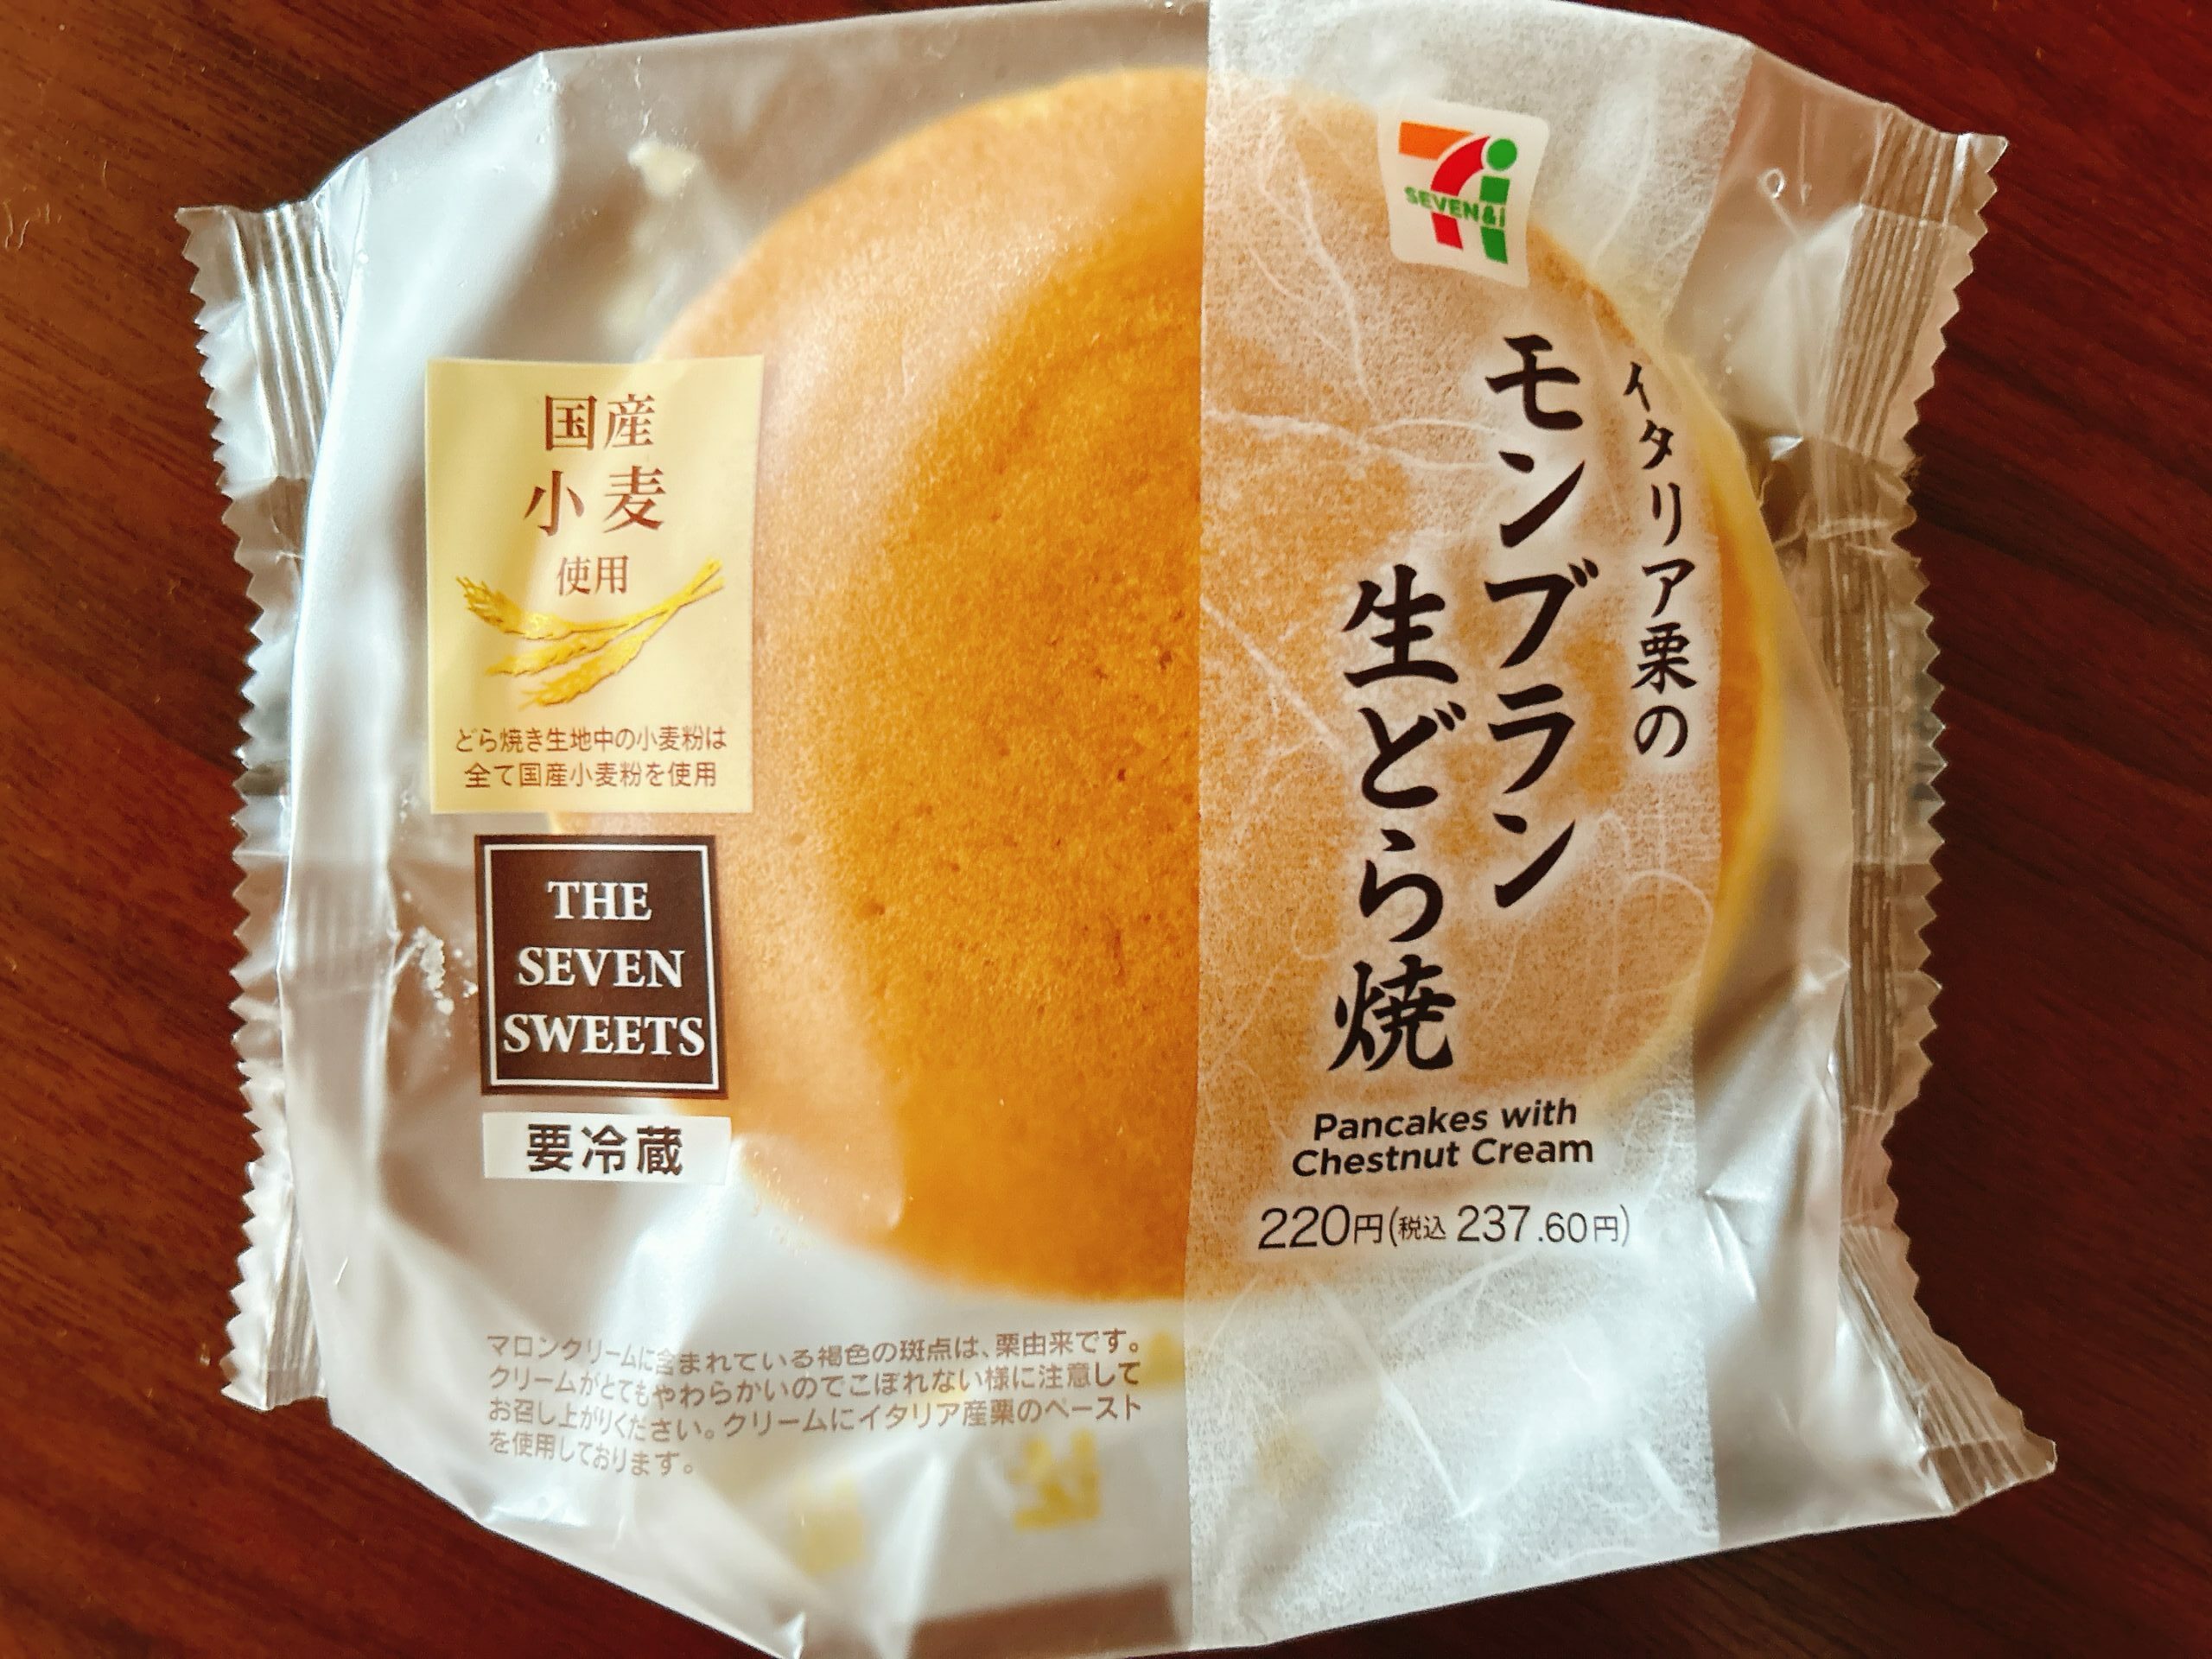 SEVEN&i
イタリア栗の
モンブラン
生どら焼
Pancakes with
Chestnut Cream
220円(税込 237.60円)
国産
小麦
使用
どら焼き生地中の小麦粉は
全て国産小麦粉を使用
THE
SEVEN
SWEETS
要冷蔵
マロンクリームに含まれている褐色の斑点は、栗由来です。
クリームがとてもやわらかいのでこぼれない様に注意して
お召し上がりください。クリームにイタリア産栗のペースト
を使用しております。